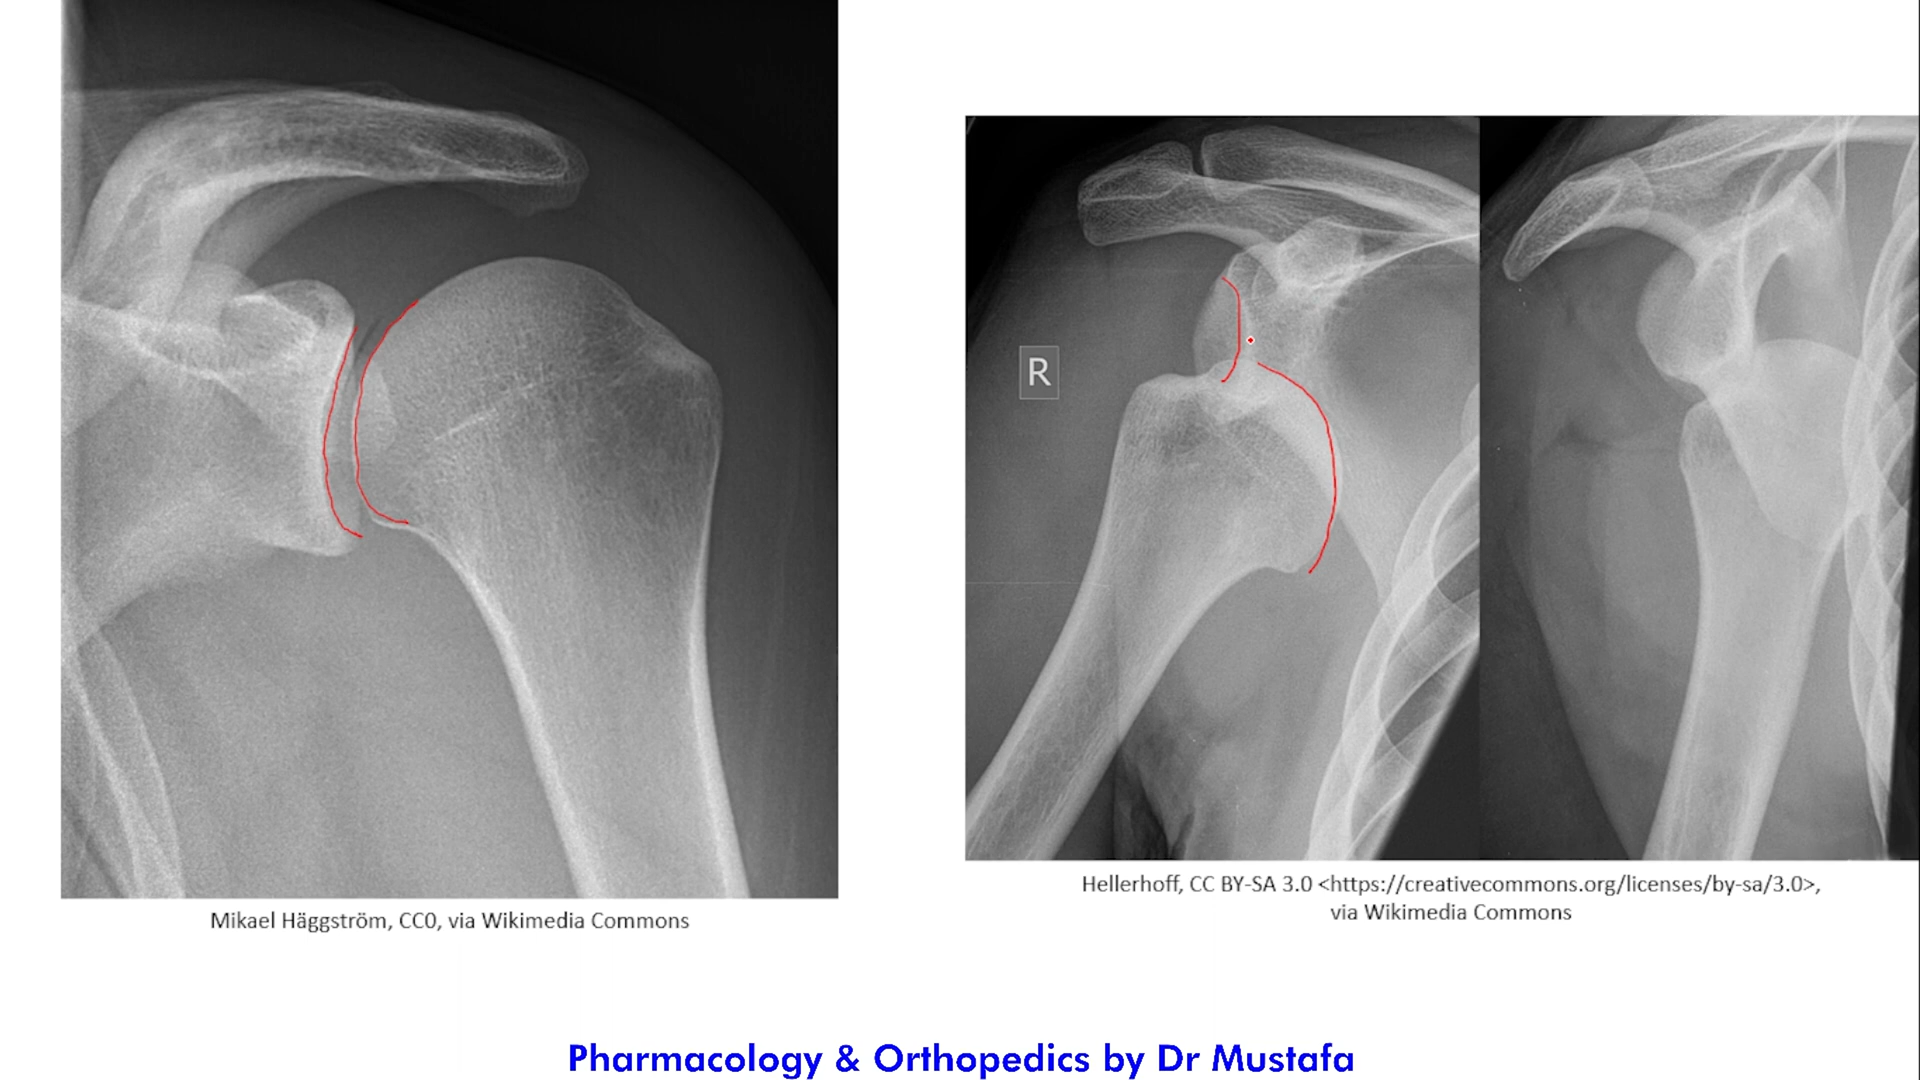 R
Mikael Häggström, CC0, via Wikimedia Commons
Hellerhoff, CC BY-SA 3.0 <https://creativecommons.org/licenses/by-sa/3.0>,
via Wikimedia Commons
Pharmacology & Orthopedics by Dr Mustafa